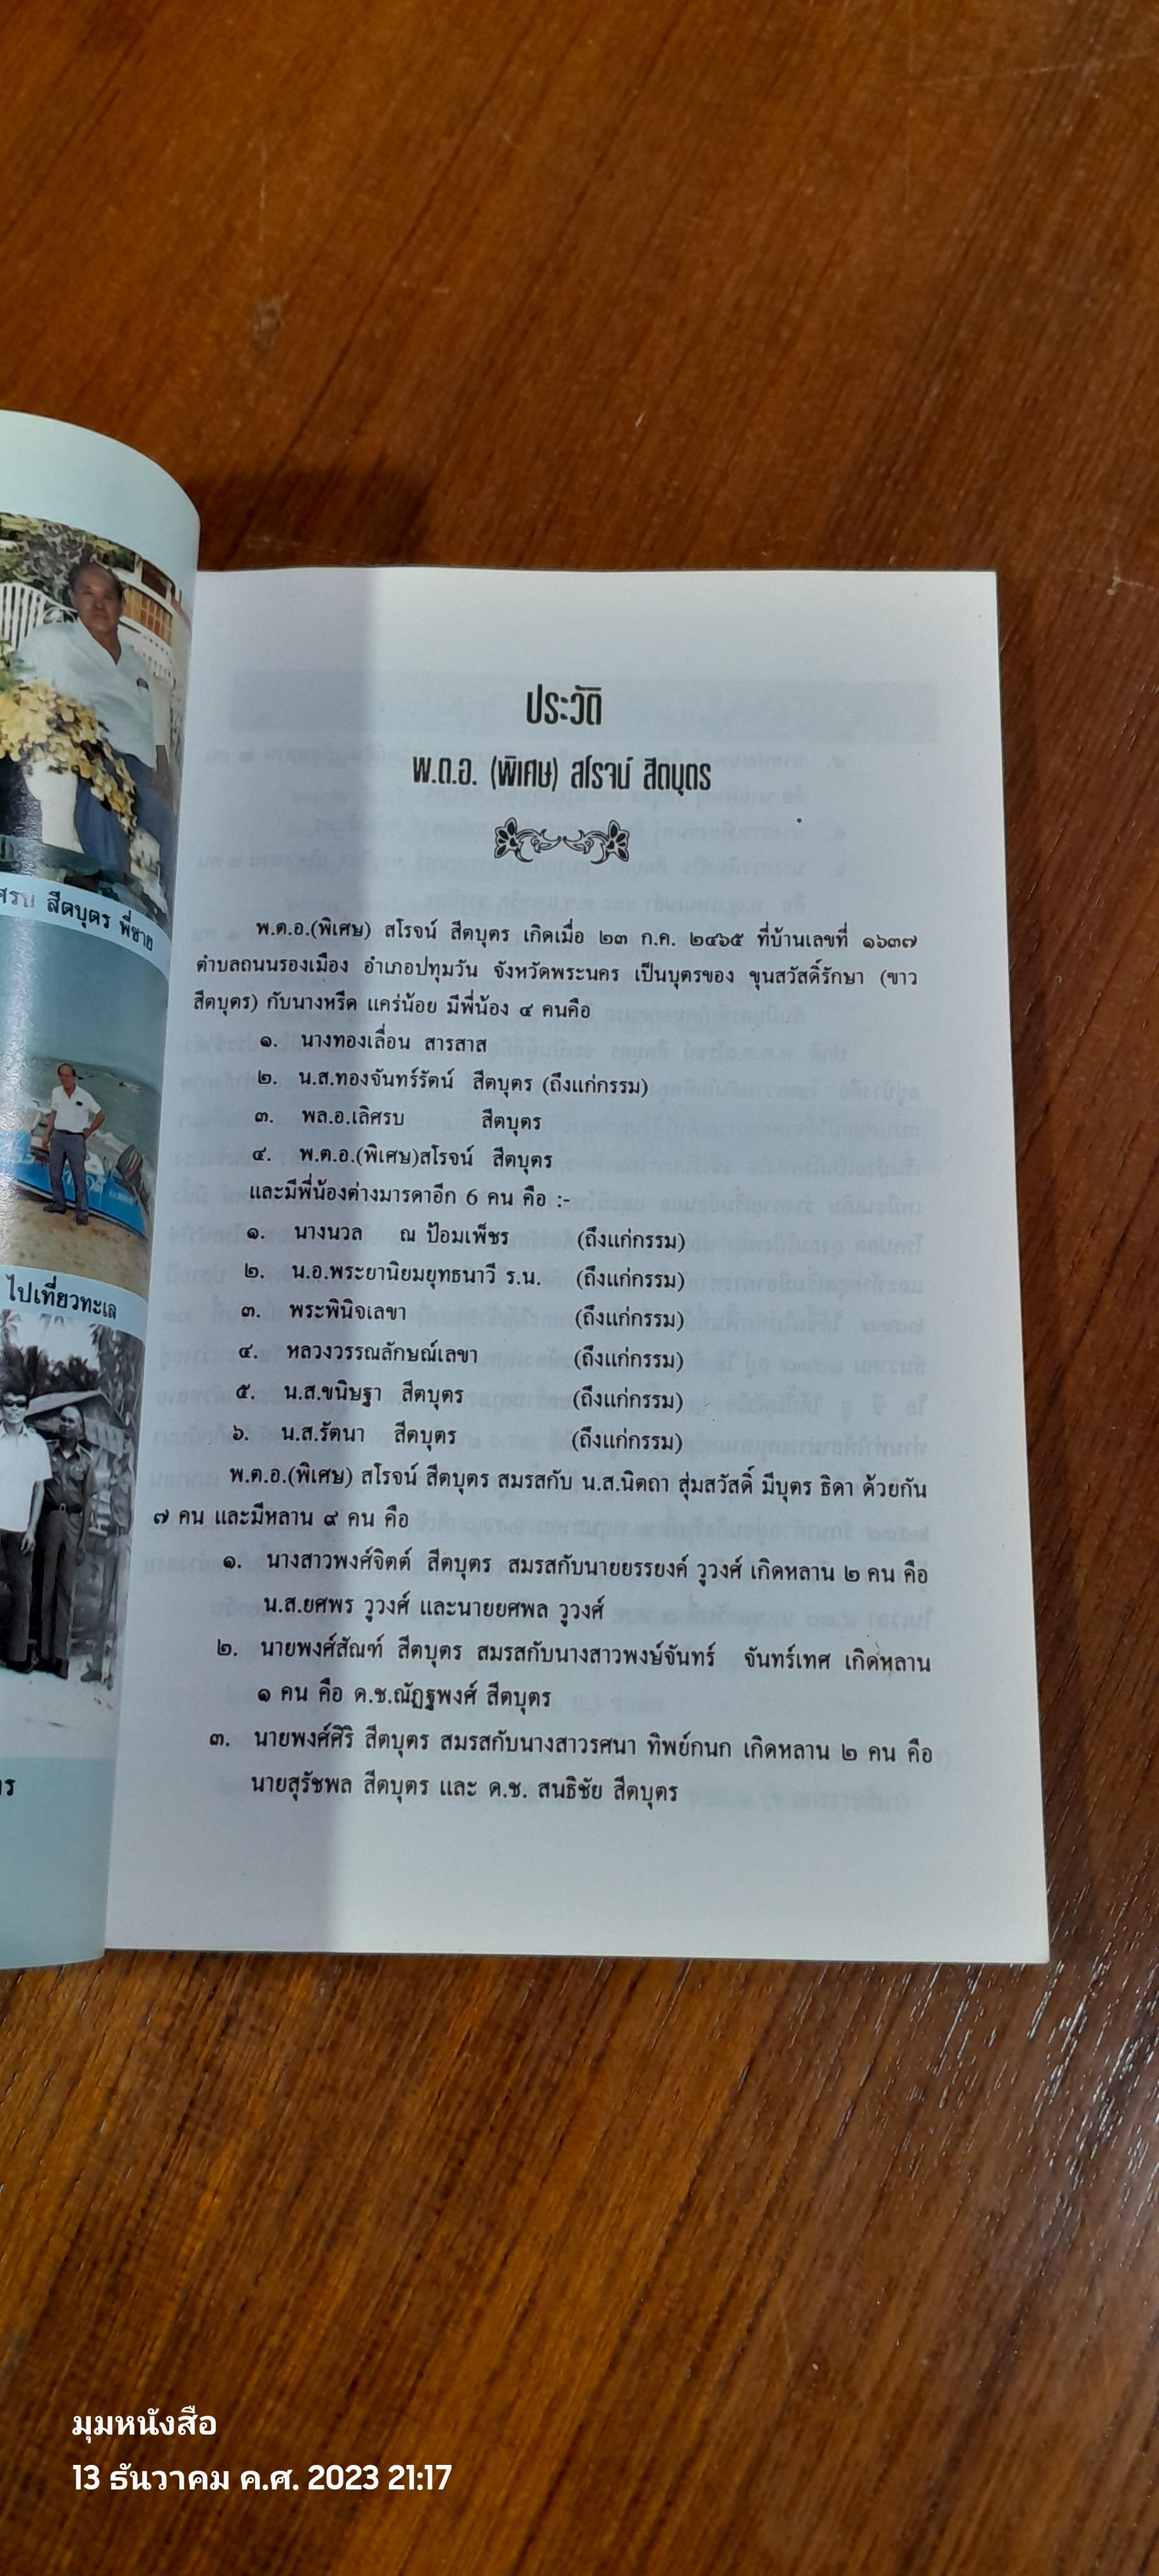 ศรบ สีตบุตร พี่ชาย
ไปเที่ยวทะเล
ประวัติ
พ.ต.อ. (พิเศษ) สโรจน์ สีตบุตร
พ.ต.อ.(พิเศษ) สโรจน์ สีตบุตร เกิดเมื่อ ๒๓ ก.ค. ๒๔๖๕ ที่บ้านเลขที่ ๑๖๓๗
ตำบลถนนรองเมือง อำเภอปทุมวัน จังหวัดพระนคร เป็นบุตรของ ขุนสวัสดิ์รักษา (ขาว
สีตบุตร) กับนางหรีด แคร่น้อย มีพี่น้อง ๔ คนคือ
๑. นางทองเลื่อน สารสาส
๒. น.ส.ทองจันทร์รัตน์ สีตบุตร (ถึงแก่กรรม)
๓. พล.อ.เลิศรบ สีตบุตร
๔. พ.ต.อ.(พิเศษ)สโรจน์ สีตบุตร
และมีพี่น้องต่างมารดาอีก 6 คน คือ :-
๑. นางนวล ณ ป้อมเพ็ชร (ถึงแก่กรรม)
๒. น.อ.พระยานิยมยุทธนาวี ร.น. (ถึงแก่กรรม)
๓. พระพินิจเลขา (ถึงแก่กรรม)
๔. หลวงวรรณลักษณ์เลขา (ถึงแก่กรรม)
๕. น.ส.ขนิษฐา สีตบุตร (ถึงแก่กรรม)
๖. น.ส.รัตนา สีตบุตร (ถึงแก่กรรม)
พ.ต.อ.(พิเศษ) สโรจน์ สีตบุตร สมรสกับ น.ส.นิตถา สุ่มสวัสดิ์ มีบุตร ธิดา ด้วยกัน
๗ คน และมีหลาน ๙ คน คือ
๑. นางสาวพงศ์จิตต์ สีตบุตร สมรสกับนายยรรยงค์ วูวงศ์ เกิดหลาน ๒ คน คือ
น.ส.ยศพร วูวงศ์ และนายยศพล วูวงศ์
๒. นายพงศ์สัณฑ์ สีตบุตร สมรสกับนางสาวพงษ์จันทร์ จันทร์เทศ เกิดหลาน
๑ คน คือ ด.ช.ณัฏฐพงศ์ สีตบุตร
๓. นายพงศ์ศิริ สีตบุตร สมรสกับนางสาวรศนา ทิพย์กนก เกิดหลาน ๒ คน คือ
นายสุรัชพล สีตบุตร และ ด.ช. สนธิชัย สีตบุตร
มุมหนังสือ
13 ธันวาคม ค.ศ. 2023 21:17